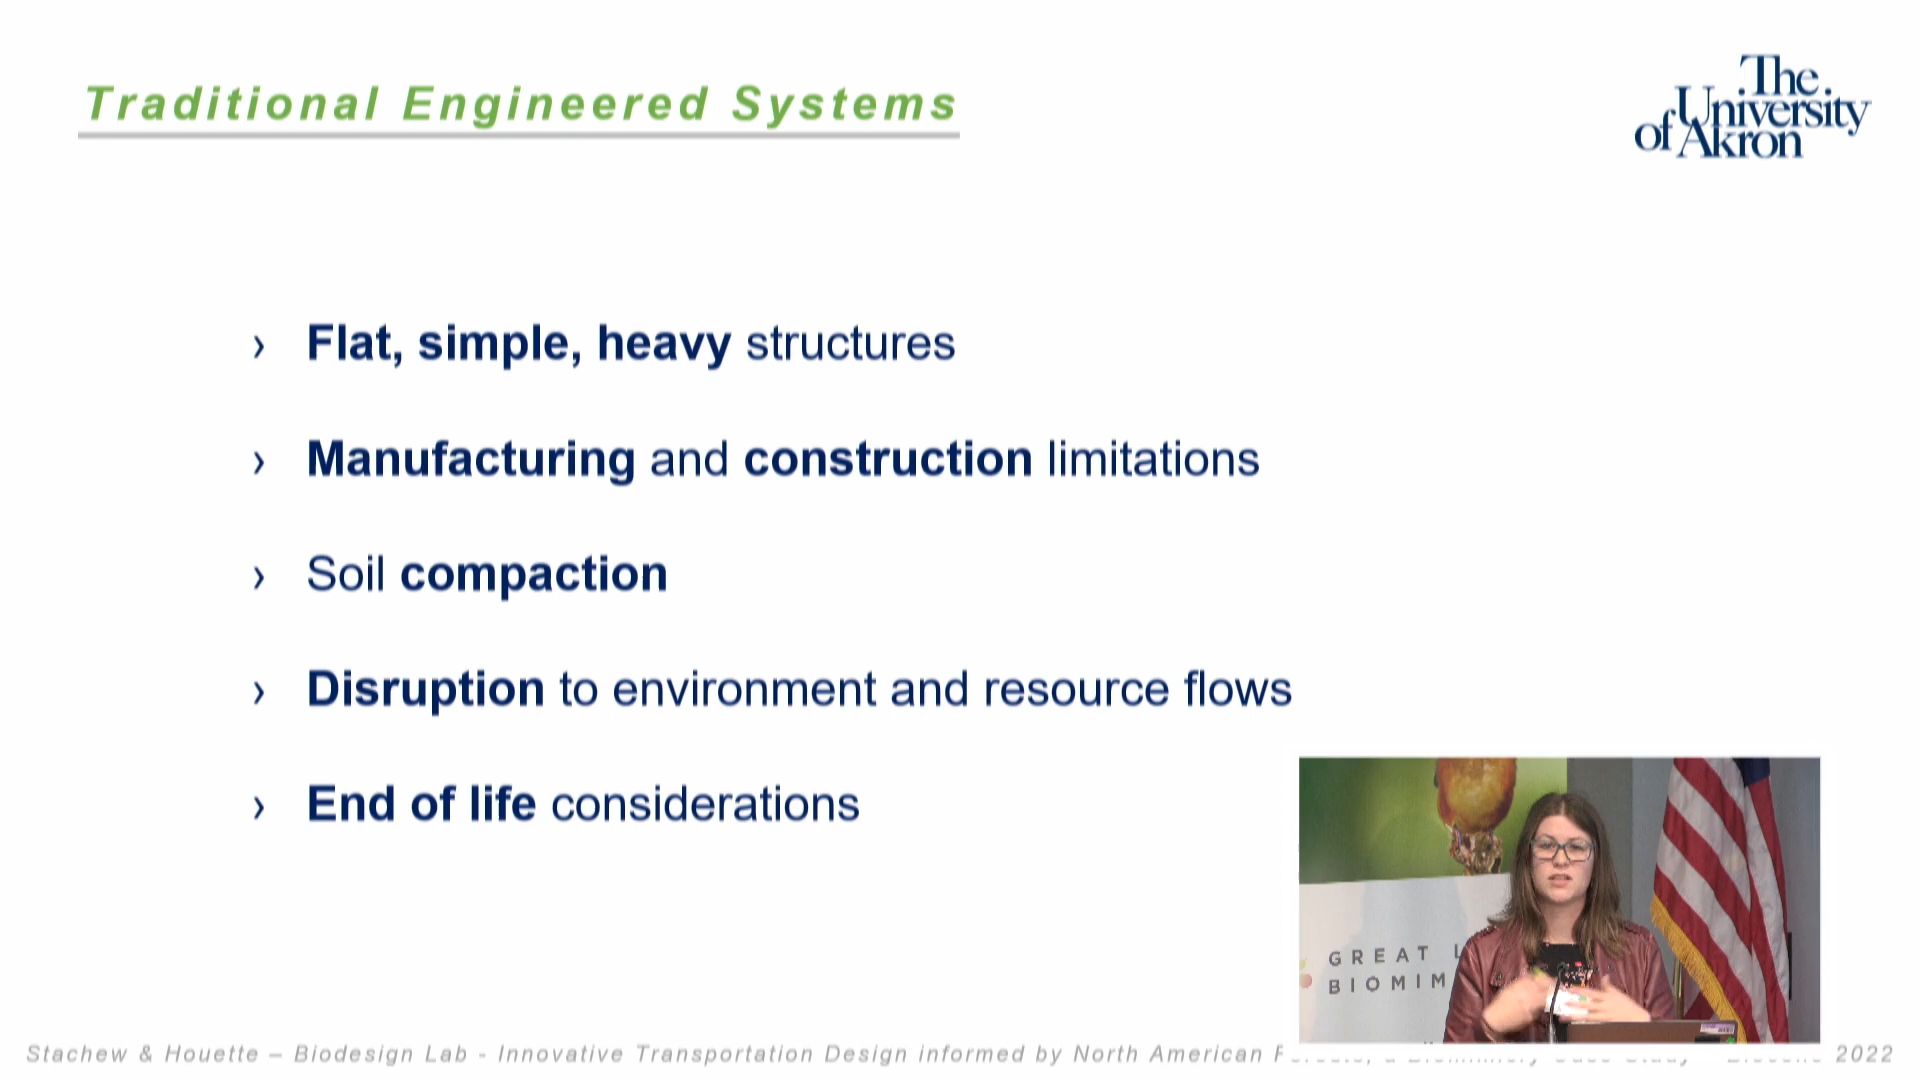 Traditional Engineered Systems
The
University
of Akron
› Flat, simple, heavy structures
› Manufacturing and construction limitations
› Soil compaction
› Disruption to environment and resource flows
› End of life considerations
GREAT
BIOMIM
Stachew & Houette – Biodesign Lab - Innovative Transportation Design informed by North American 2022